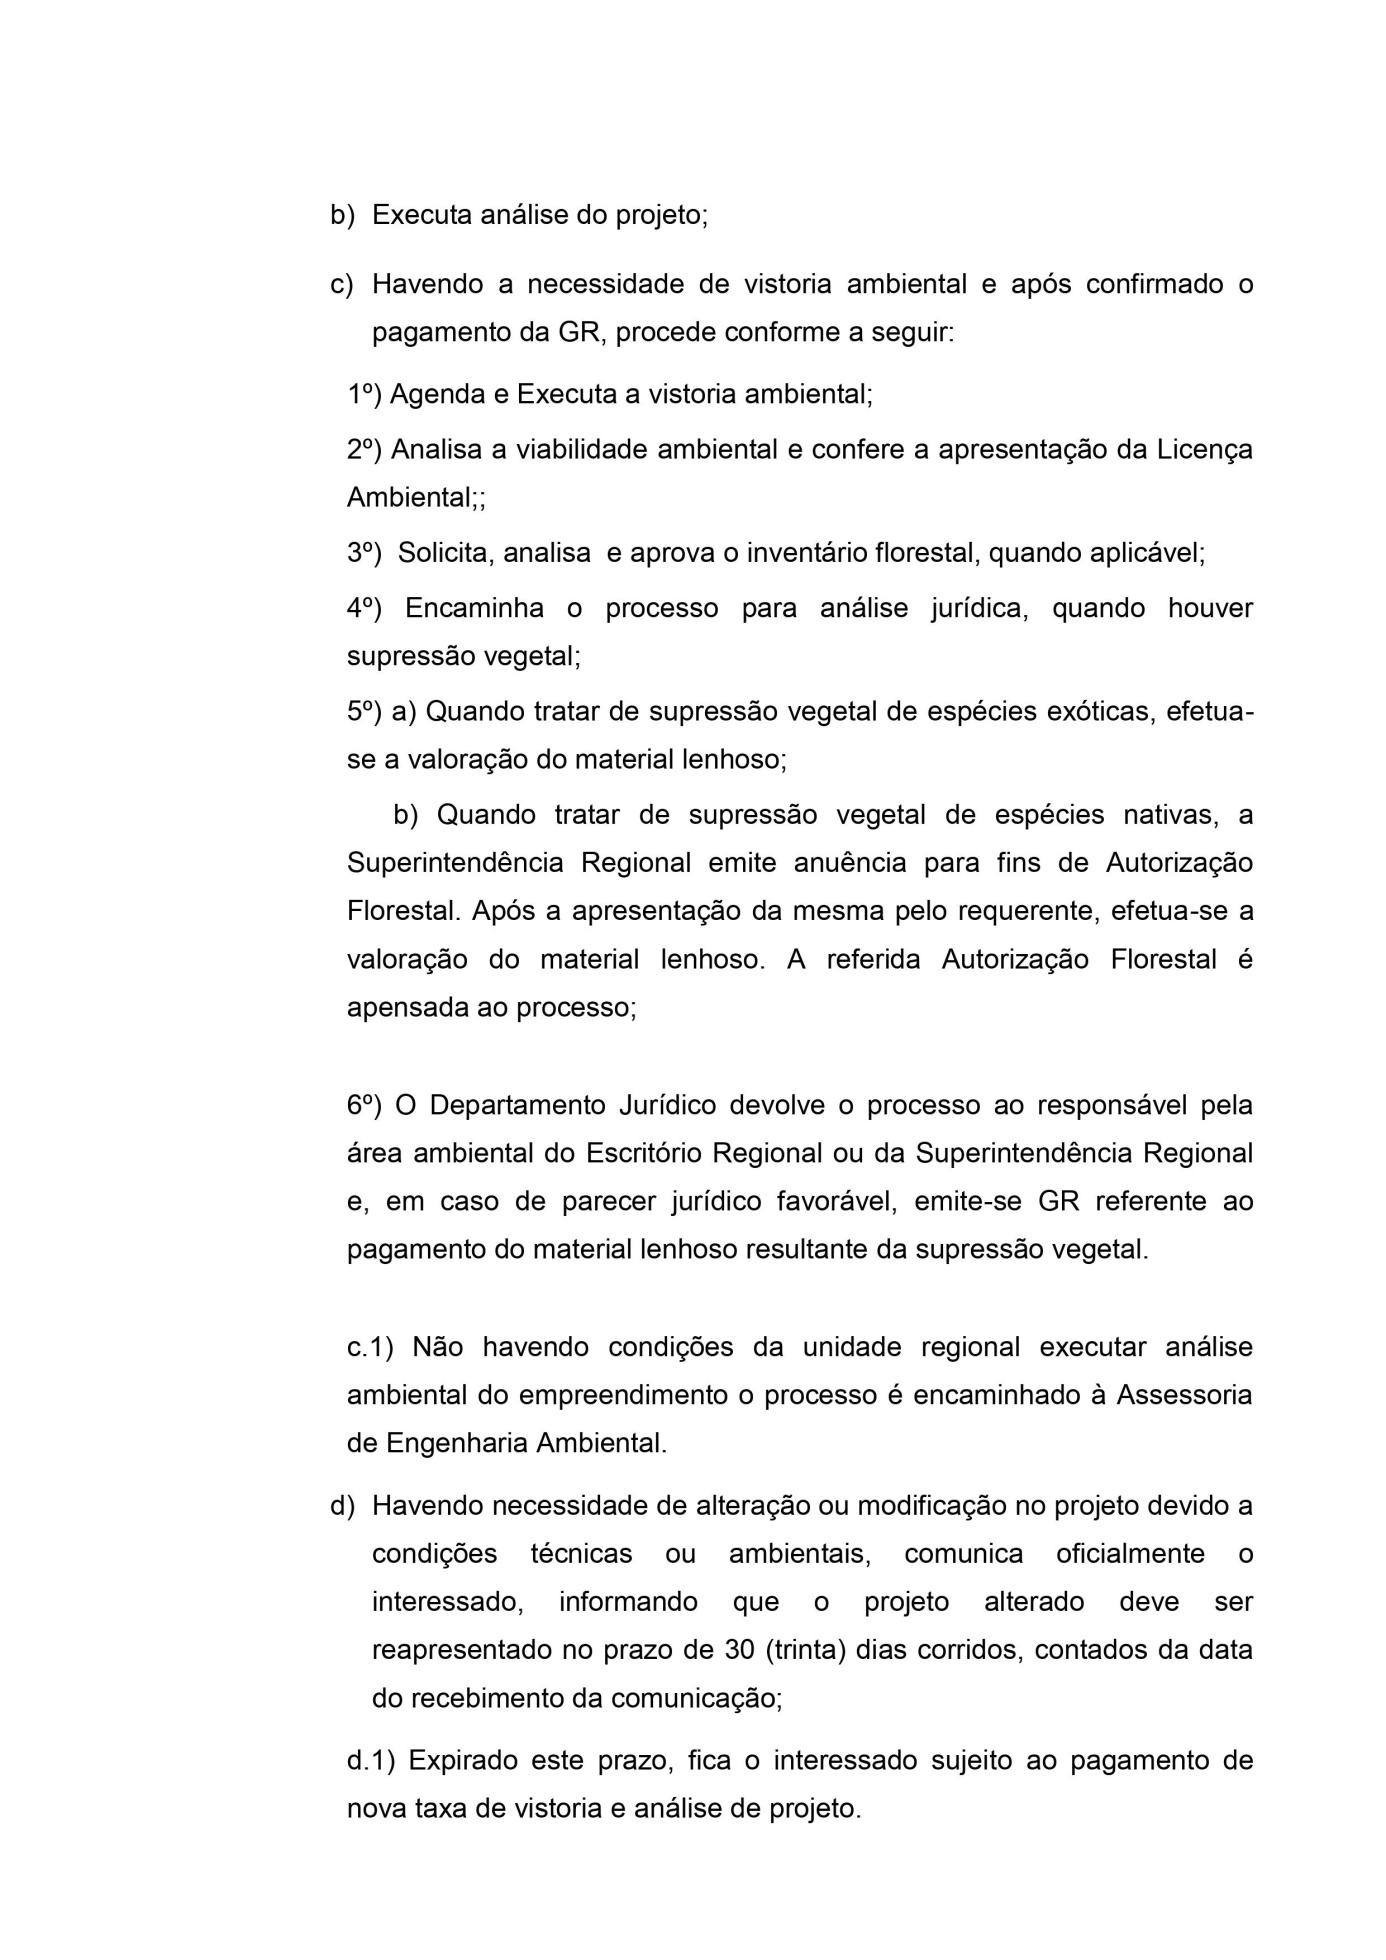 b) Executa análise do projeto;
c) Havendo a necessidade de vistoria ambiental e após confirmado o
pagamento da GR, procede conforme a seguir:
1º) Agenda e Executa a vistoria ambiental;
2º) Analisa a viabilidade ambiental e confere a apresentação da Licença
Ambiental;;
3º) Solicita, analisa e aprova o inventário florestal, quando aplicável;
4º) Encaminha o processo para análise jurídica, quando houver
supressão vegetal;
5º) a) Quando tratar de supressão vegetal de espécies exóticas, efetua-
se a valoração do material lenhoso;
b) Quando tratar de supressão vegetal de espécies nativas, a
Superintendência Regional emite anuência para fins de Autorização
Florestal. Após a apresentação da mesma pelo requerente, efetua-se a
valoração do material lenhoso. A referida Autorização Florestal é
apensada ao processo;
6º) O Departamento Jurídico devolve o processo ao responsável pela
área ambiental do Escritório Regional ou da Superintendência Regional
e, em caso de parecer jurídico favorável, emite-se GR referente ao
pagamento do material lenhoso resultante da supressão vegetal.
c.1) Não havendo condições da unidade regional executar análise
ambiental do empreendimento o processo é encaminhado à Assessoria
de Engenharia Ambiental.
d) Havendo necessidade de alteração ou modificação no projeto devido a
condições técnicas ou ambientais, comunica oficialmente o
interessado, informando que o projeto alterado deve ser
reapresentado no prazo de 30 (trinta) dias corridos, contados da data
do recebimento da comunicação;
d.1) Expirado este prazo, fica o interessado sujeito ao pagamento de
nova taxa de vistoria e análise de projeto.